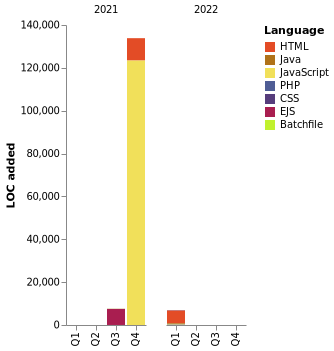 2021
2022
140,000
120,000
100,000
80,000
60,000
40,000
20,000
0
LOC added
Q1
Q2
Q3
Q4
Q1
Q2
Q3
Q4
Language
HTML
Java
JavaScript
PHP
CSS
EJS
Batchfile